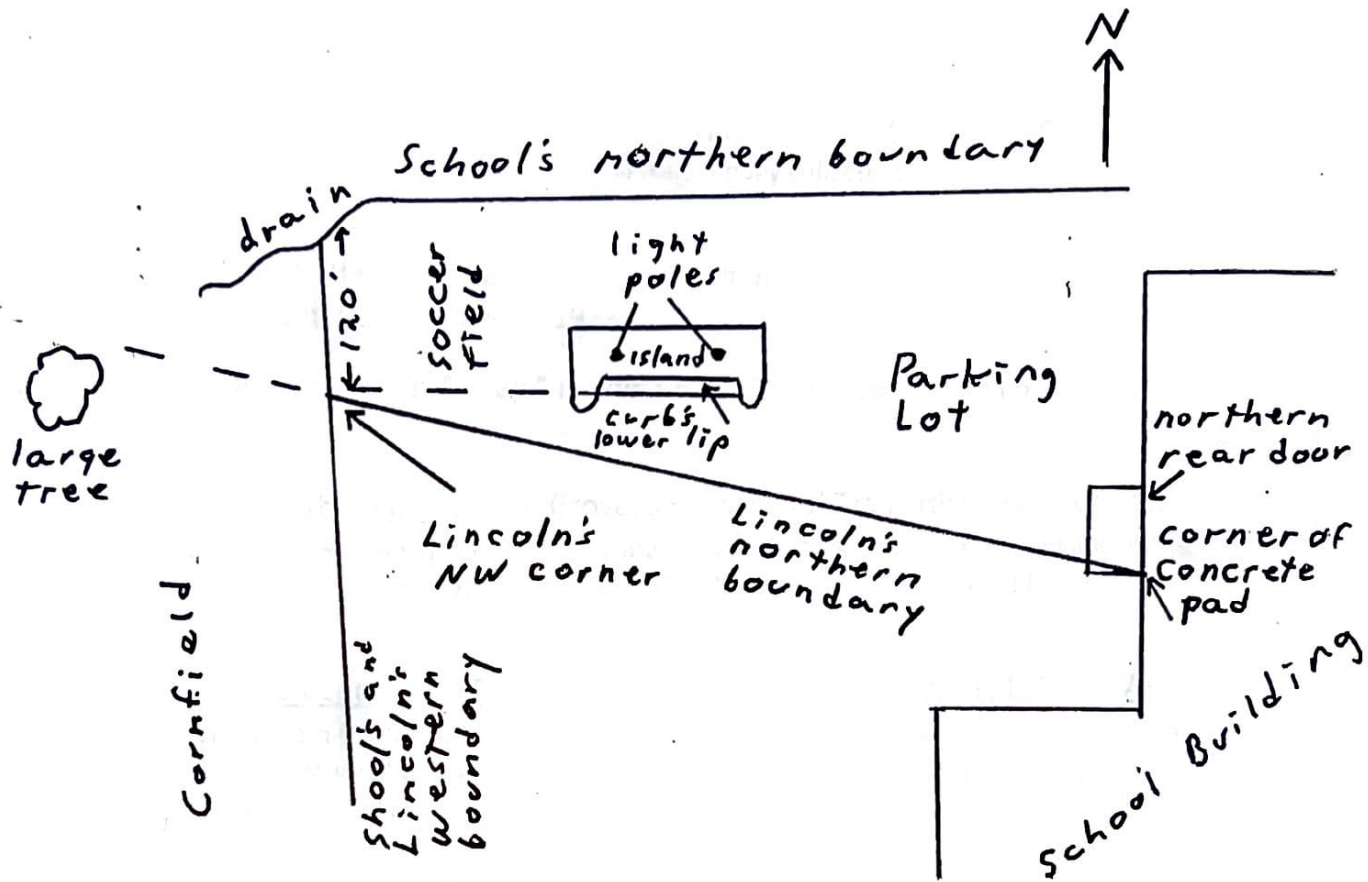 N
School's northern boundary
drain
light
poles
soccer
field
120'
island
curb's
lower lip
Parking
Lot
northern
rear door
large
tree
Lincoln's
NW corner
Lincoln's
northern
boundary
corner of
concrete
pad
Cornfield
School's and
Lincoln's
western
boundary
School Building